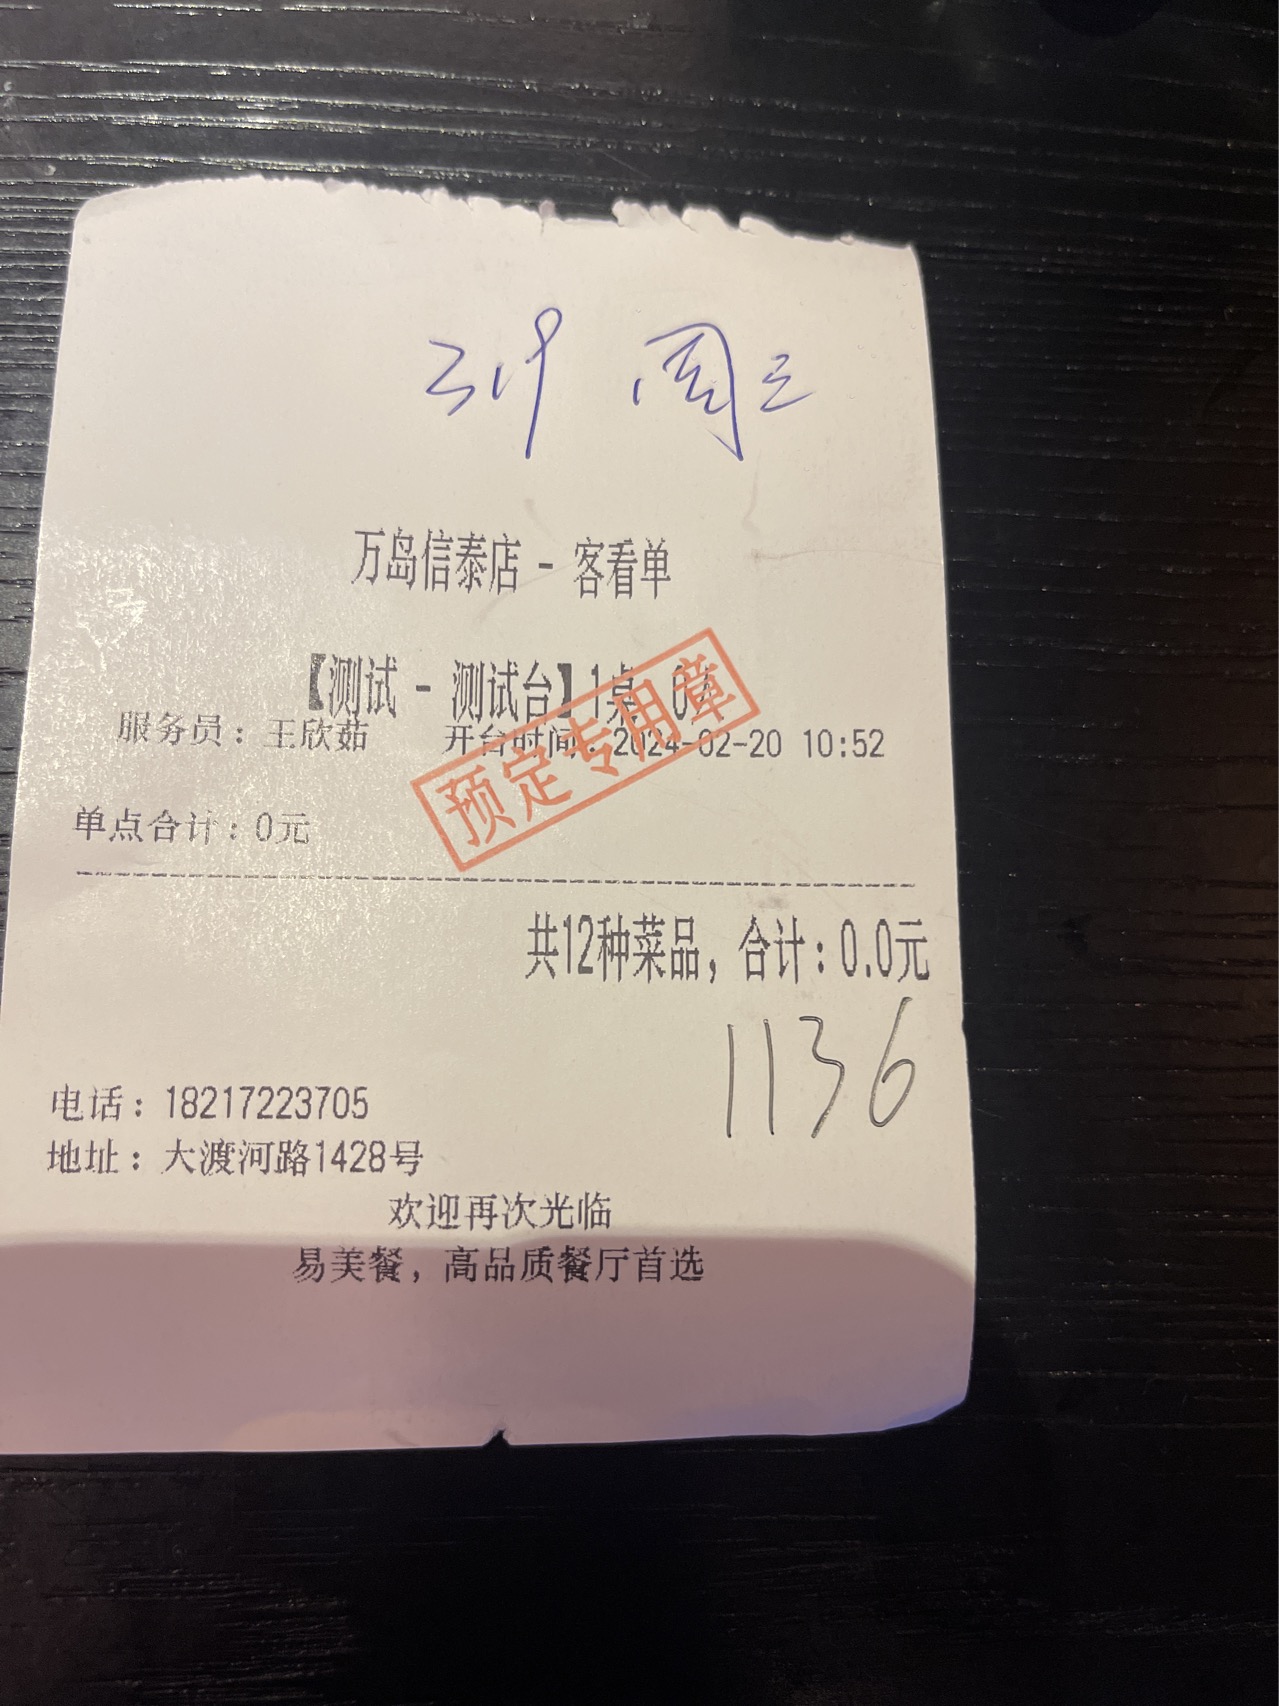 周三
万岛信泰店 - 客看单
【测试 - 测试台】1桌 0人
服务员：王欣茹 开台时间：2024-02-20 10:52
预定专用章
单点合计：0元
共12种菜品，合计：0.0元
1136
电话：18217223705
地址：大渡河路1428号
欢迎再次光临
易美餐，高品质餐厅首选